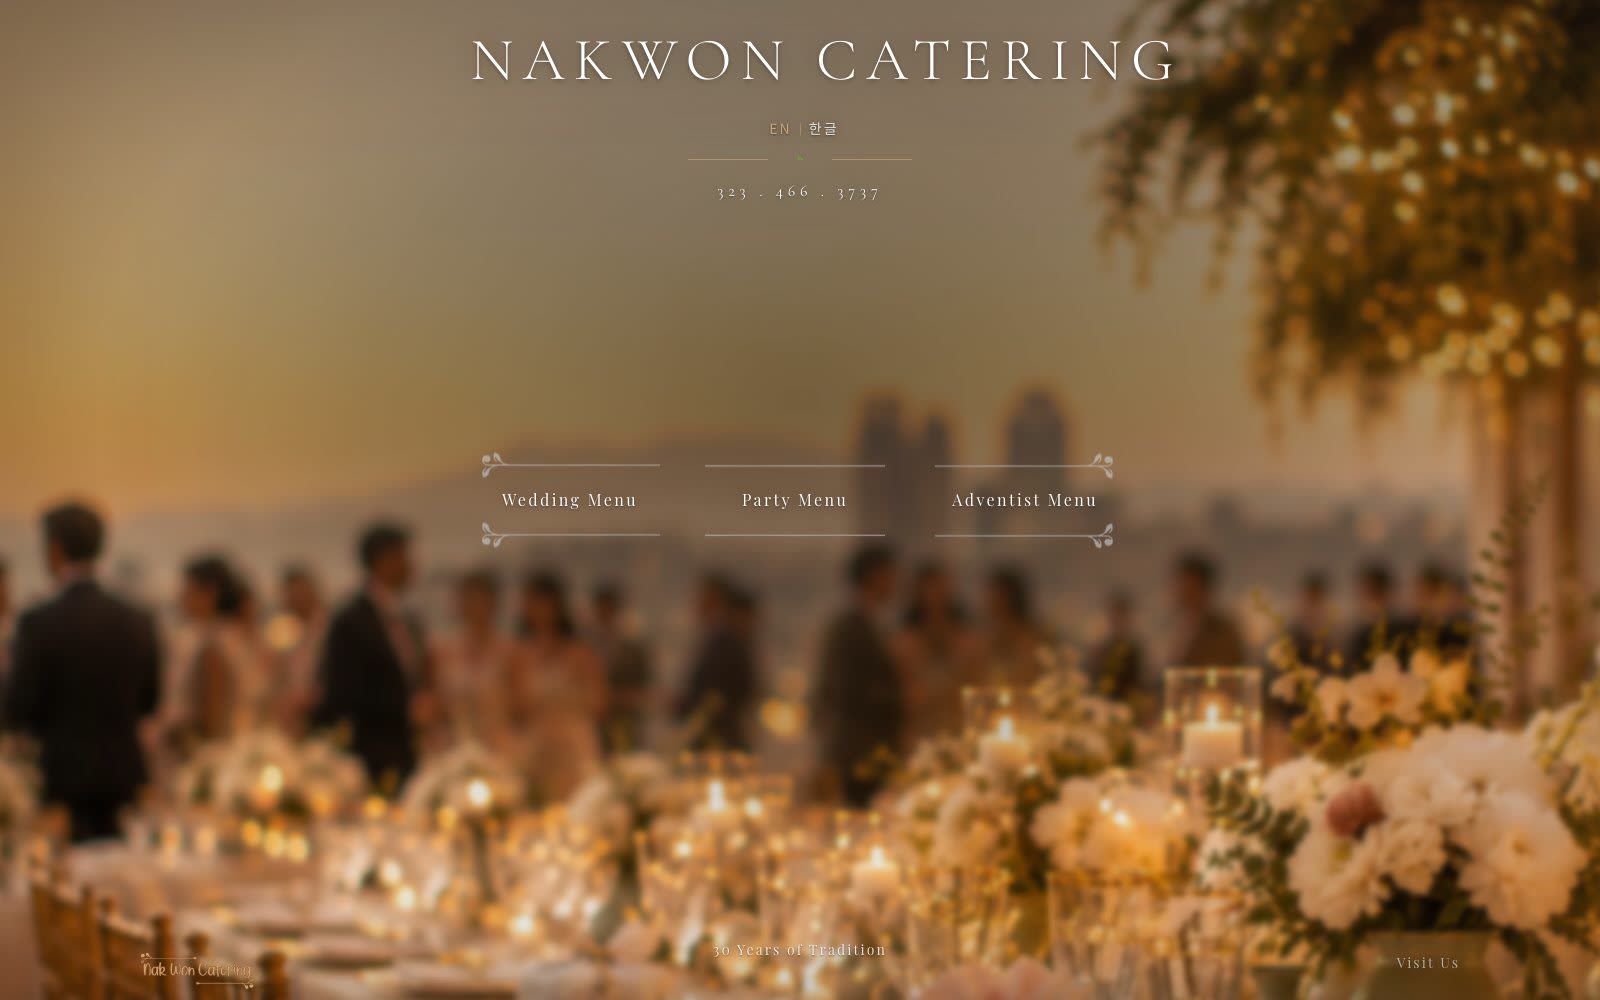 NAKWON CATERING
EN | 한글
323 . 466 . 3737
Wedding Menu
Party Menu
Adventist Menu
30 Years of Tradition
Nak Won Catering
Visit Us